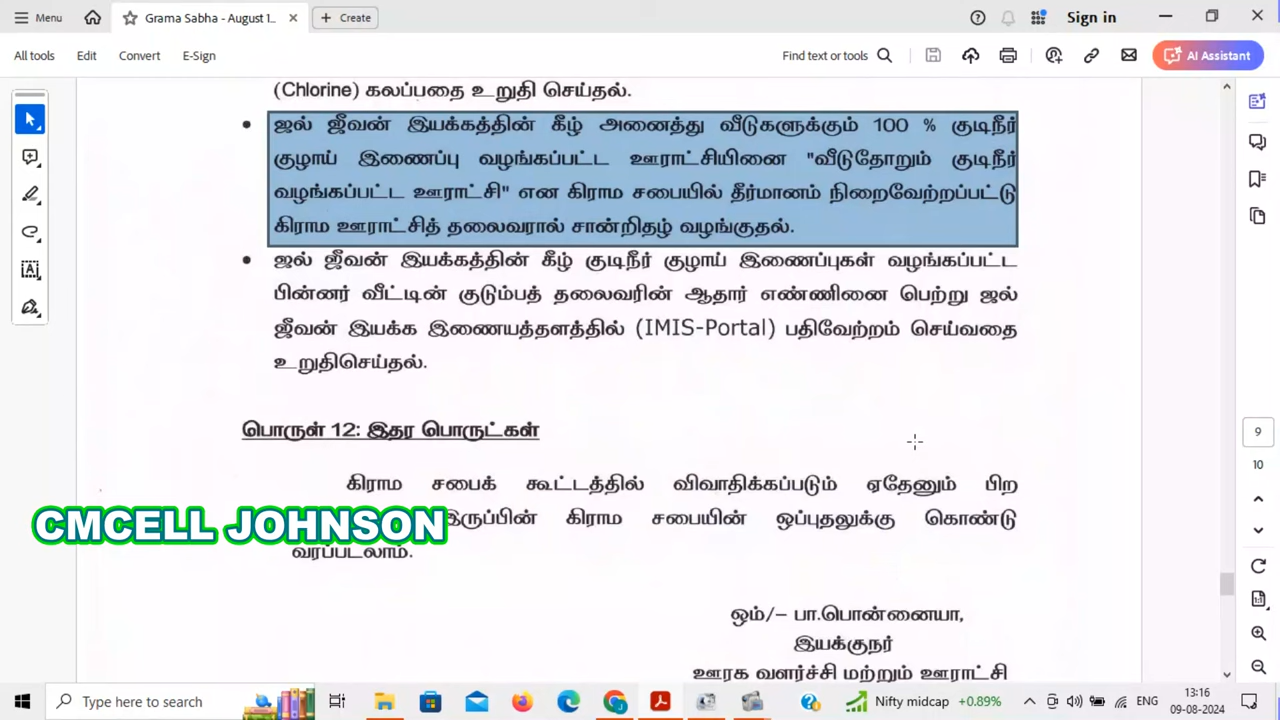 Menu
Grama Sabha - August 1...
Create
Sign in
All tools
Edit
Convert
E-Sign
Find text or tools
AI Assistant
(Chlorine) கலப்பதை உறுதி செய்தல்.
• ஜல் ஜீவன் இயக்கத்தின் கீழ் அனைத்து வீடுகளுக்கும் 100 % குடிநீர்
குழாய் இணைப்பு வழங்கப்பட்ட ஊராட்சியினை "வீடுதோறும் குடிநீர்
வழங்கப்பட்ட ஊராட்சி" என கிராம சபையில் தீர்மானம் நிறைவேற்றப்பட்டு
கிராம ஊராட்சித் தலைவரால் சான்றிதழ் வழங்குதல்.
• ஜல் ஜீவன் இயக்கத்தின் கீழ் குடிநீர் குழாய் இணைப்புகள் வழங்கப்பட்ட
பின்னர் வீட்டின் குடும்பத் தலைவரின் ஆதார் எண்ணினை பெற்று ஜல்
ஜீவன் இயக்க இணையத்தளத்தில் (IMIS-Portal) பதிவேற்றம் செய்வதை
உறுதிசெய்தல்.
பொருள் 12: இதர பொருட்கள்
கிராம சபைக் கூட்டத்தில் விவாதிக்கப்படும் ஏதேனும் பிற
இருப்பின் கிராம சபையின் ஒப்புதலுக்கு கொண்டு
வரப்படலாம்.
CMCELL JOHNSON
ஒம்/– பா.பொன்னையா,
இயக்குநர்
ஊரக வளர்ச்சி மற்றும் ஊராட்சி
9
10
Type here to search
Nifty midcap +0.89%
ENG
13:16
09-08-2024